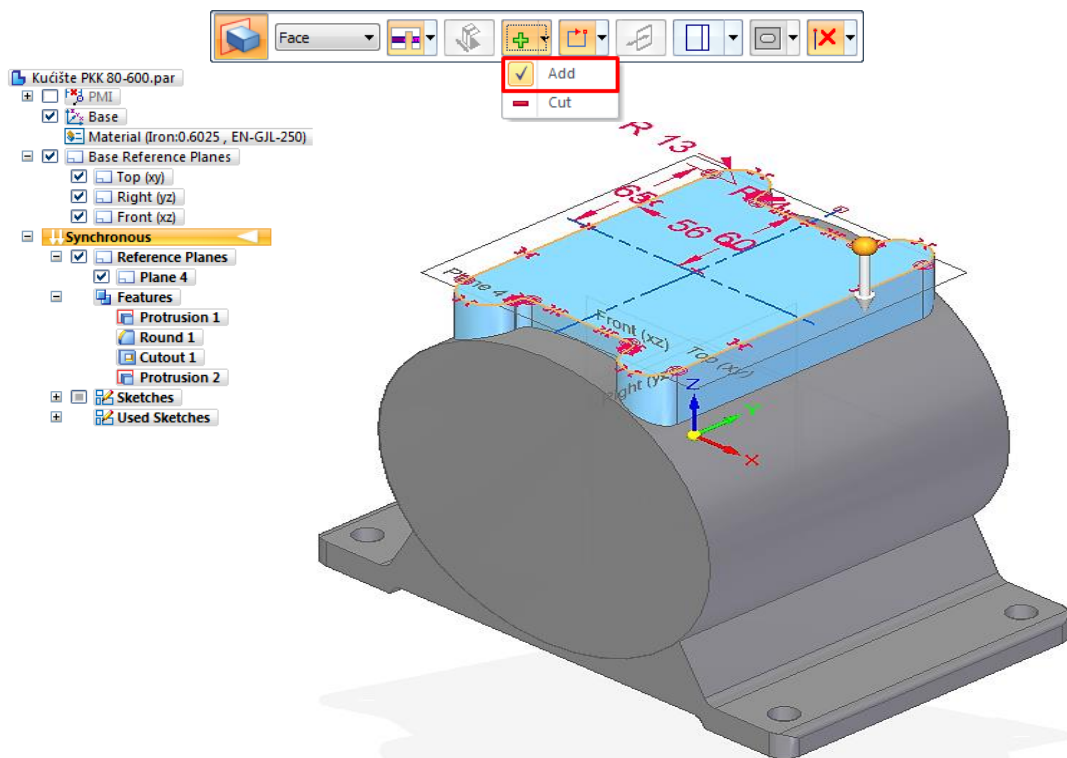 Face
Add
Cut
Kućište PKK 80-600.par
PMI
Base
Material (Iron:0.6025 , EN-GJL-250)
Base Reference Planes
Top (xy)
Right (yz)
Front (xz)
Synchronous
Reference Planes
Plane 4
Features
Protrusion 1
Round 1
Cutout 1
Protrusion 2
Sketches
Used Sketches
R 13
65
56 60
Plane 4
Front (xz)
Top (xy)
Right (yz)
Z
Y
X